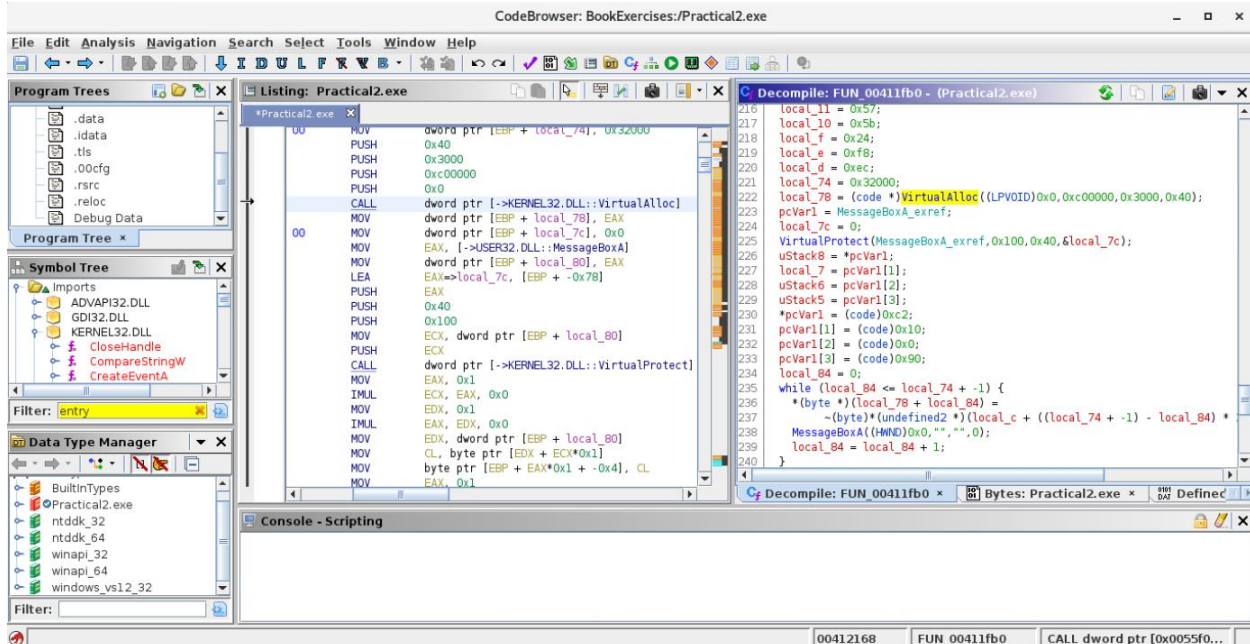 CodeBrowser: BookExercises:/Practical2.exe
File Edit Analysis Navigation Search Select Tools Window Help
I D U L F R V B
Program Trees
.data
.idata
.tls
.00cfg
.rsrc
.reloc
Debug Data
Program Tree ×
Symbol Tree
Imports
ADVAPI32.DLL
GDI32.DLL
KERNEL32.DLL
f CloseHandle
f CompareStringW
f CreateEventA
Filter: entry
Data Type Manager
BuiltInTypes
Practical2.exe
ntddk_32
ntddk_64
winapi_32
winapi_64
windows_vs12_32
Filter:
Listing: Practical2.exe
*Practical2.exe
00 MOV dword ptr [EBP + local_74], 0x32000
PUSH 0x40
PUSH 0x3000
PUSH 0xc00000
PUSH 0x0
CALL dword ptr [->KERNEL32.DLL::VirtualAlloc]
MOV dword ptr [EBP + local_78], EAX
00 MOV dword ptr [EBP + local_7c], 0x0
MOV EAX, [->USER32.DLL::MessageBoxA]
MOV dword ptr [EBP + local_80], EAX
LEA EAX=>local_7c, [EBP + -0x78]
PUSH EAX
PUSH 0x40
PUSH 0x100
MOV ECX, dword ptr [EBP + local_80]
PUSH ECX
CALL dword ptr [->KERNEL32.DLL::VirtualProtect]
MOV EAX, 0x1
IMUL ECX, EAX, 0x0
MOV EDX, 0x1
IMUL EAX, EDX, 0x0
MOV EDX, dword ptr [EBP + local_80]
MOV CL, byte ptr [EDX + ECX*0x1]
MOV byte ptr [EBP + EAX*0x1 + -0x4], CL
MOV EAX, 0x1
Decompile: FUN_00411fb0 - (Practical2.exe)
216 local_11 = 0x57;
217 local_10 = 0x5b;
218 local_f = 0x24;
219 local_e = 0xf8;
220 local_d = 0xec;
221 local_74 = 0x32000;
222 local_78 = (code *)VirtualAlloc((LPVOID)0x0,0xc00000,0x3000,0x40);
223 pcVar1 = MessageBoxA_exref;
224 local_7c = 0;
225 VirtualProtect(MessageBoxA_exref,0x100,0x40,&local_7c);
226 uStack8 = *pcVar1;
227 local_7 = pcVar1[1];
228 uStack6 = pcVar1[2];
229 uStack5 = pcVar1[3];
230 *pcVar1 = (code)0xc2;
231 pcVar1[1] = (code)0x10;
232 pcVar1[2] = (code)0x0;
233 pcVar1[3] = (code)0x90;
234 local_84 = 0;
235 while (local_84 <= local_74 + -1) {
236 *(byte *)(local_78 + local_84) =
237 ~(byte)*(undefined2 *)(local_c + ((local_74 + -1) - local_84) *
238 MessageBoxA((HWND)0x0,"","",0);
239 local_84 = local_84 + 1;
240 }
Decompile: FUN_00411fb0 × Bytes: Practical2.exe × Defined
Console - Scripting
00412168 FUN_00411fb0 CALL dword ptr [0x0055f0...